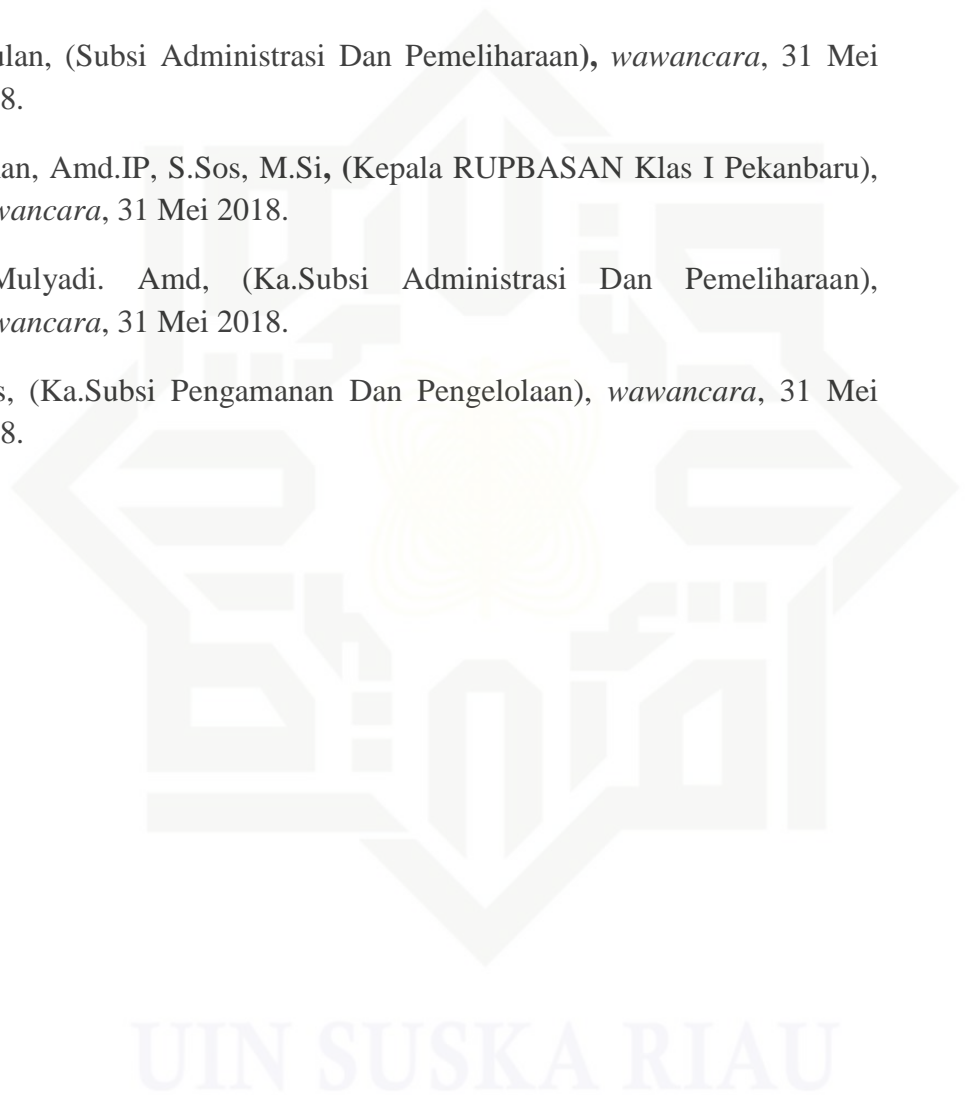 ulan, (Subsi Administrasi Dan Pemeliharaan), wawancara, 31 Mei
8.
an, Amd.IP, S.Sos, M.Si, (Kepala RUPBASAN Klas I Pekanbaru),
wancara, 31 Mei 2018.
Mulyadi. Amd, (Ka.Subsi Administrasi Dan Pemeliharaan),
wancara, 31 Mei 2018.
s, (Ka.Subsi Pengamanan Dan Pengelolaan), wawancara, 31 Mei
8.
UIN SUSKA RIAU